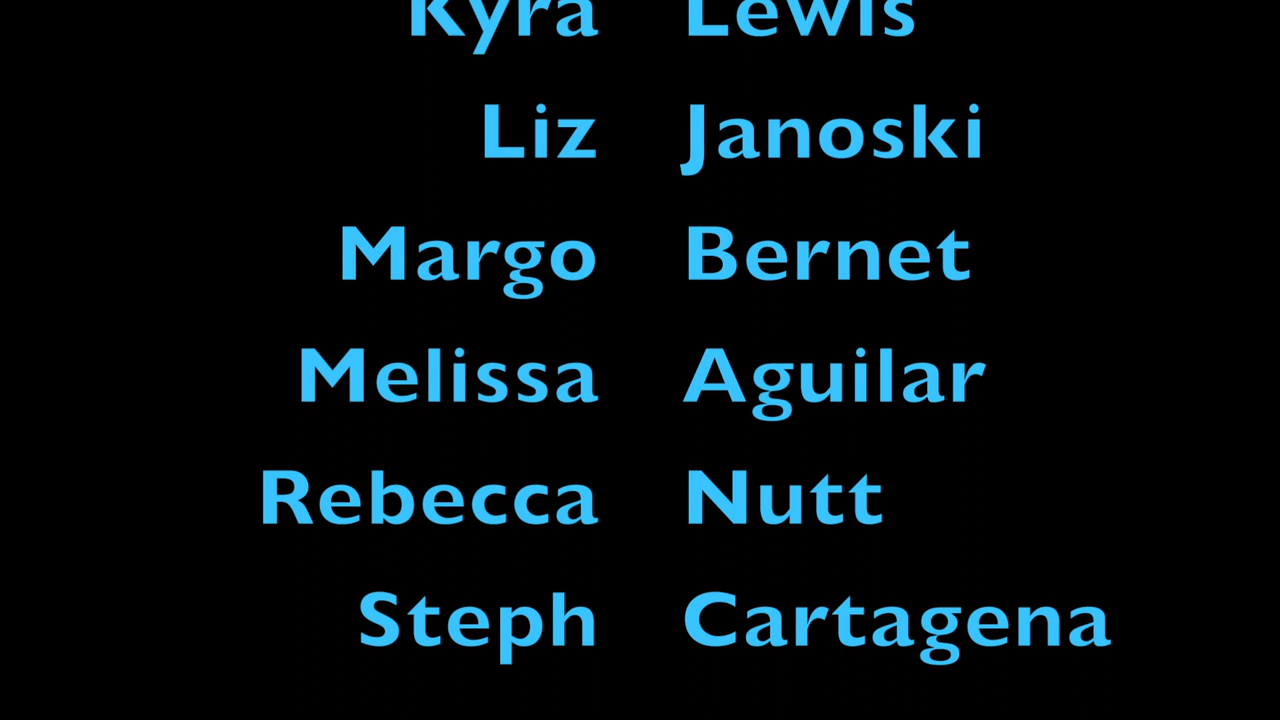 Kyra Lewis
Liz Janoski
Margo Bernet
Melissa Aguilar
Rebecca Nutt
Steph Cartagena